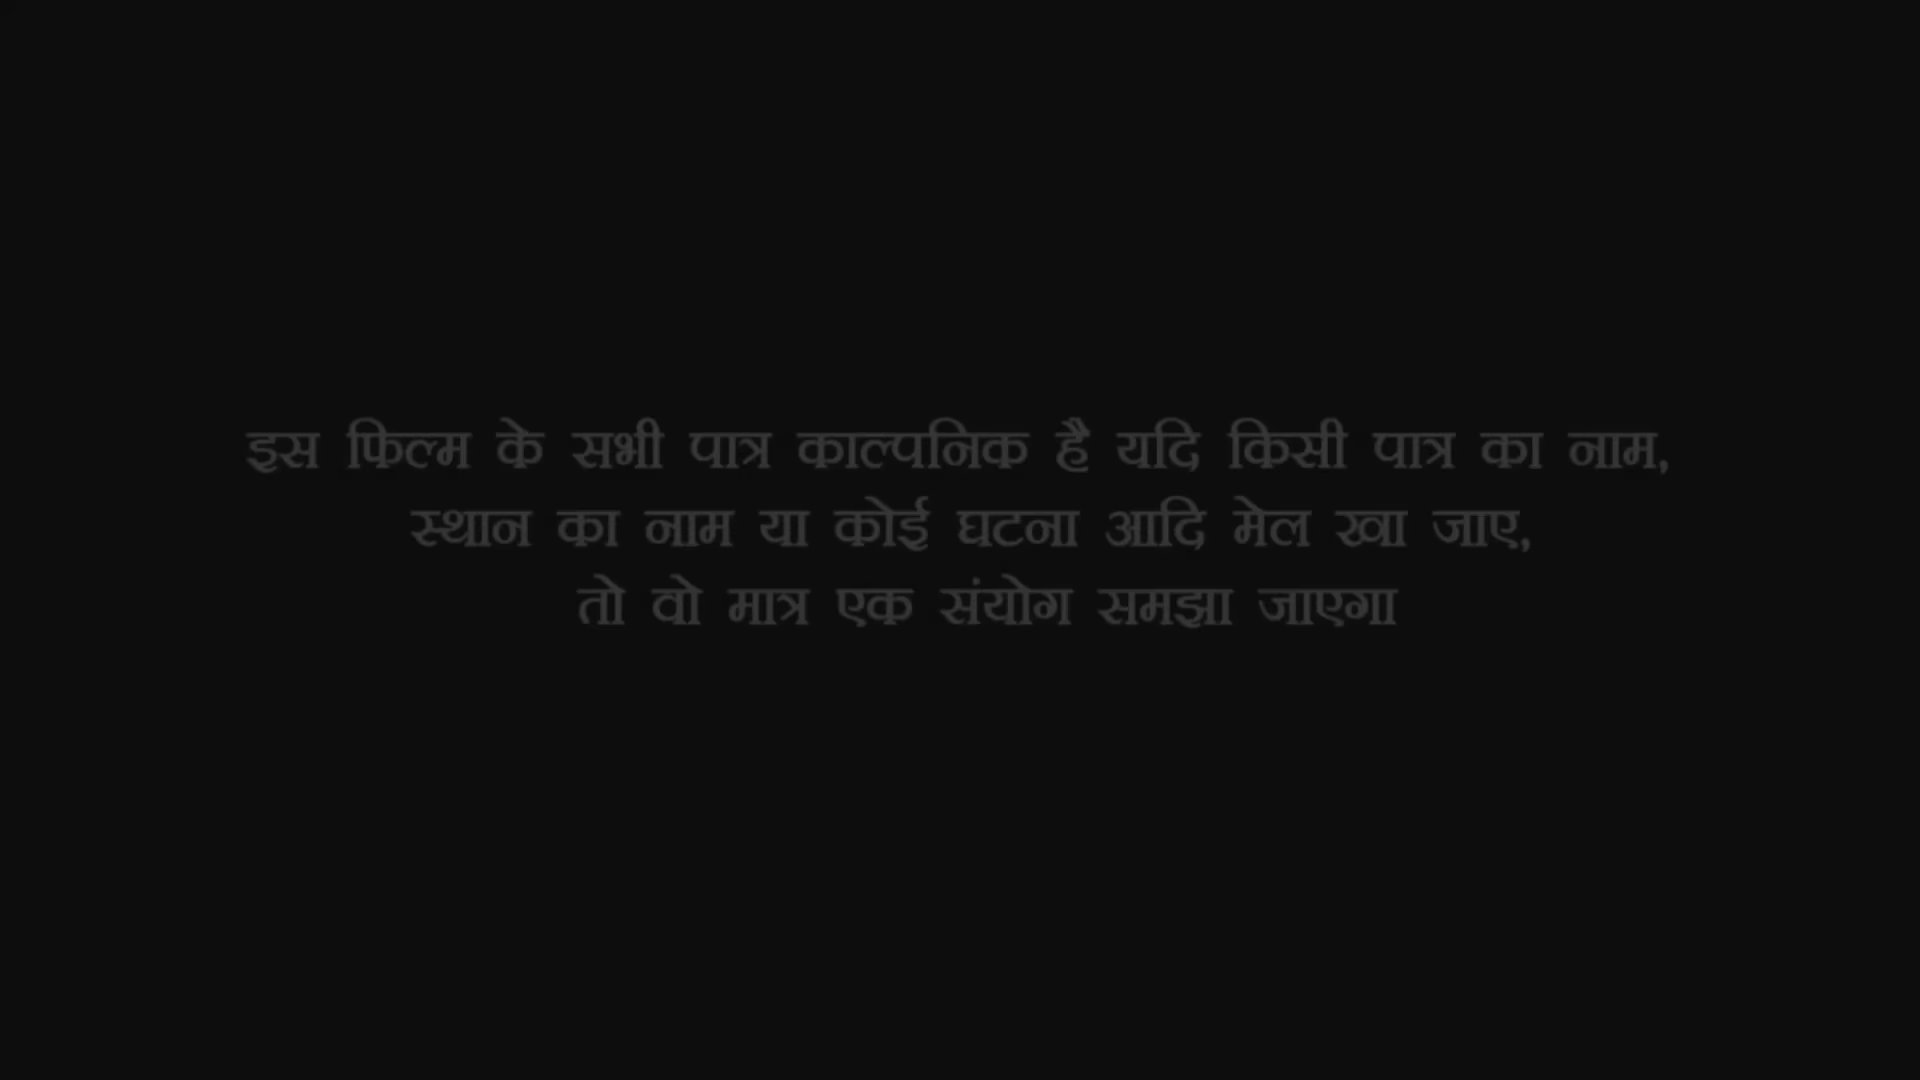 इस फिल्म के सभी पात्र काल्पनिक है यदि किसी पात्र का नाम,
स्थान का नाम या कोई घटना आदि मेल खा जाए,
तो वो मात्र एक संयोग समझा जाएगा